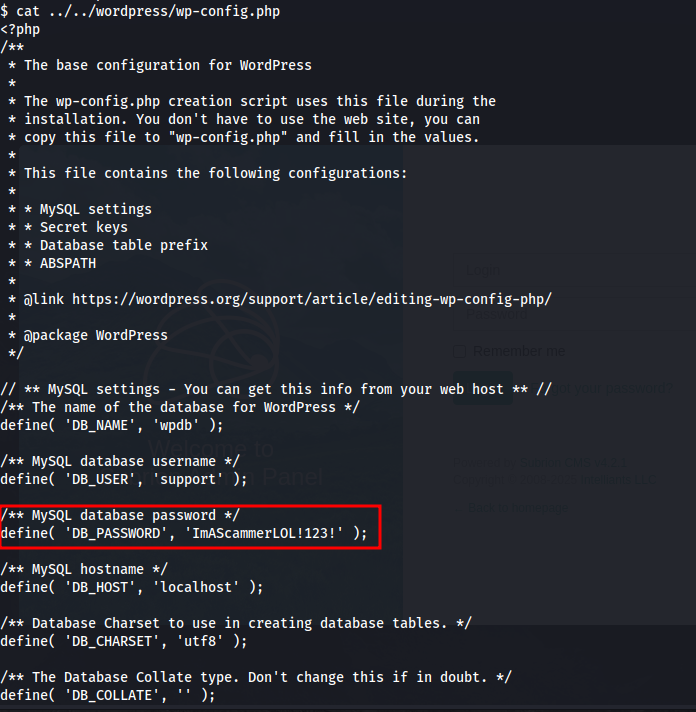 $ cat ../../wordpress/wp-config.php
<?php
/**
 * The base configuration for WordPress
 *
 * The wp-config.php creation script uses this file during the
 * installation. You don't have to use the web site, you can
 * copy this file to "wp-config.php" and fill in the values.
 *
 * This file contains the following configurations:
 *
 * * MySQL settings
 * * Secret keys
 * * Database table prefix
 * * ABSPATH
 *
 * @link https://wordpress.org/support/article/editing-wp-config-php/
 *
 * @package WordPress
 */
Remember me
// ** MySQL settings - You can get this info from your web host ** //
/** The name of the database for WordPress */
define( 'DB_NAME', 'wpdb' );
Welcome to
Panel
/** MySQL database username */
define( 'DB_USER', 'support' );
/** MySQL database password */
define( 'DB_PASSWORD', 'ImAScammerLOL!123!' );
/** MySQL hostname */
define( 'DB_HOST', 'localhost' );
/** Database Charset to use in creating database tables. */
define( 'DB_CHARSET', 'utf8' );
/** The Database Collate type. Don't change this if in doubt. */
define( 'DB_COLLATE', '' );